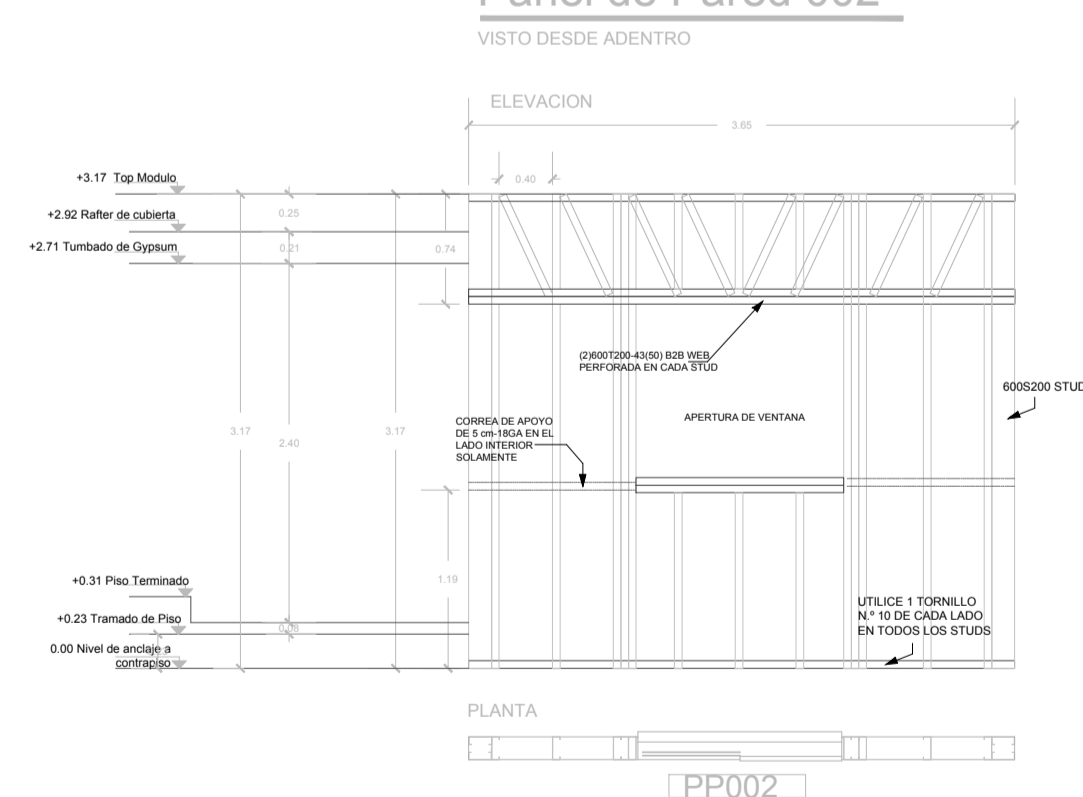 Panel de Pared 002
VISTO DESDE ADENTRO
ELEVACION
3.65
+3.17 Top Modulo
0.40
+2.92 Rafter de cubierta
0.25
+2.71 Tumbado de Gypsum
0.21
0.74
(2)600T200-43(50) B2B WEB
PERFORADA EN CADA STUD
600S200 STUD
CORREA DE APOYO
DE 5 cm-18GA EN EL
LADO INTERIOR
SOLAMENTE
APERTURA DE VENTANA
3.17
2.40
3.17
1.19
+0.31 Piso Terminado
+0.23 Tramado de Piso
0.08
0.00 Nivel de anclaje a
contrapiso
UTILICE 1 TORNILLO
N.º 10 DE CADA LADO
EN TODOS LOS STUDS
PLANTA
PP002